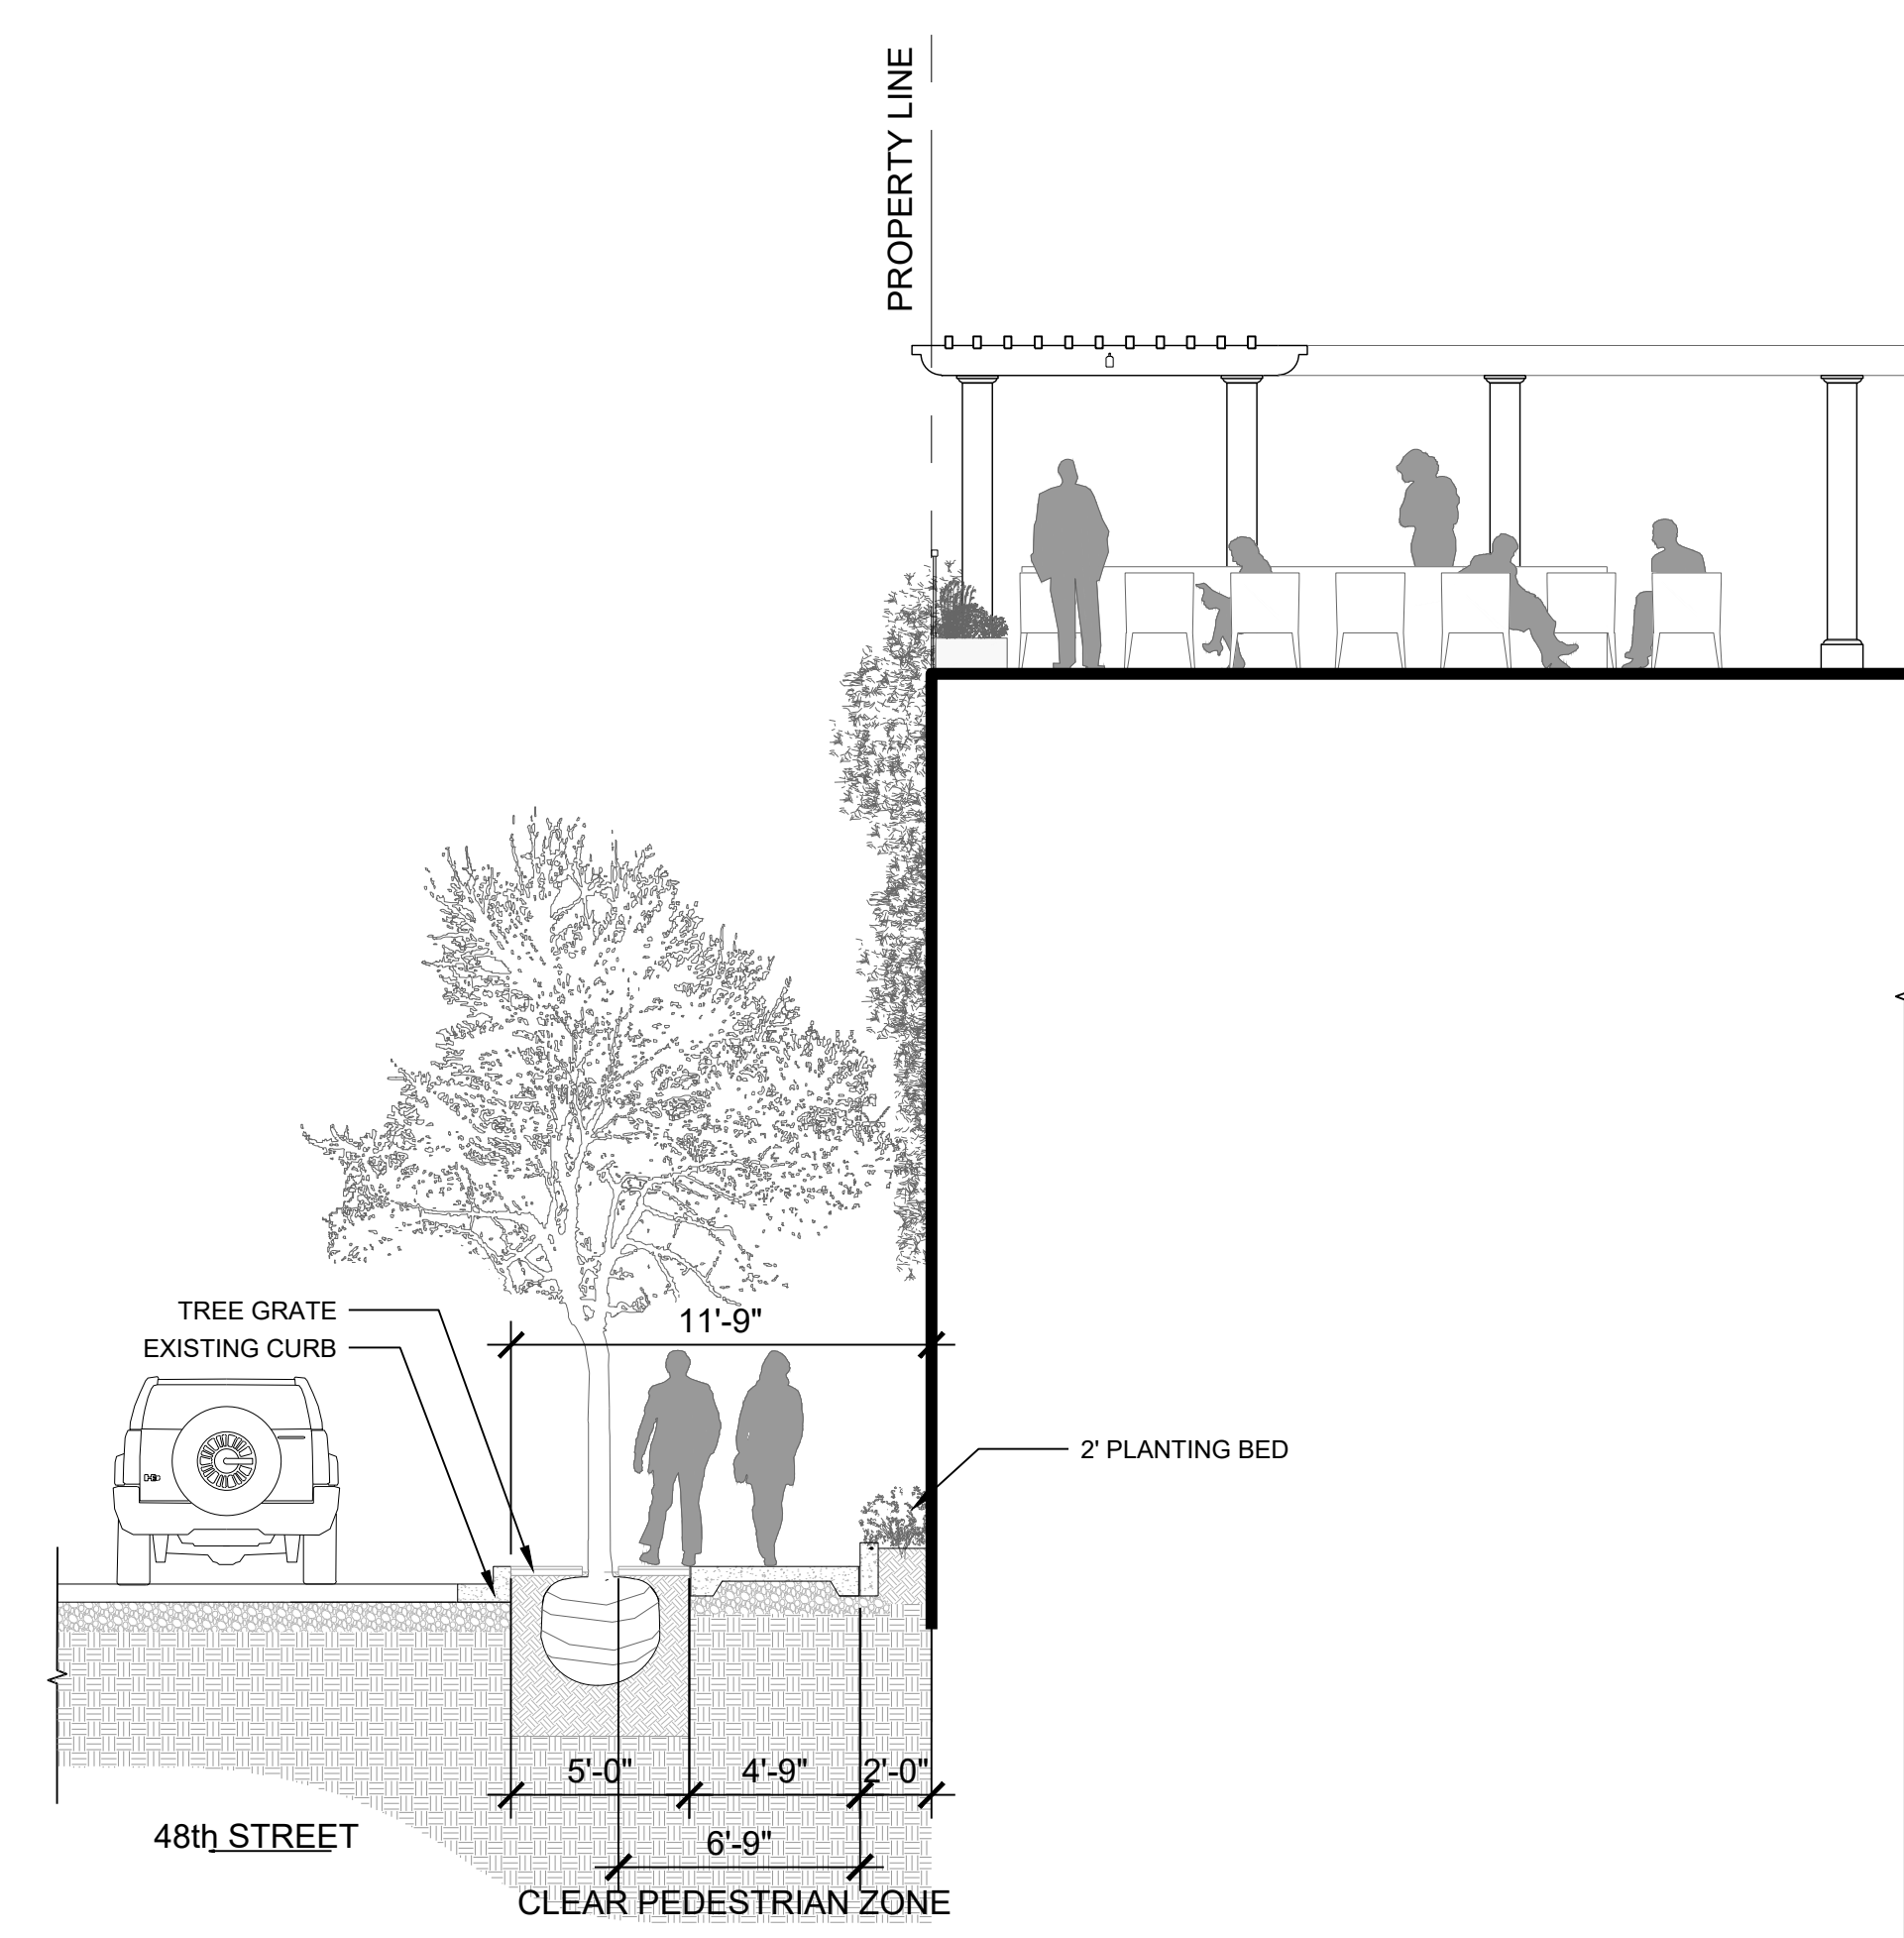 PROPERTY LINE
TREE GRATE
11'-9"
EXISTING CURB
2' PLANTING BED
5'-0"
4'-9"
2'-0"
48th STREET
6'-9"
CLEAR PEDESTRIAN ZONE